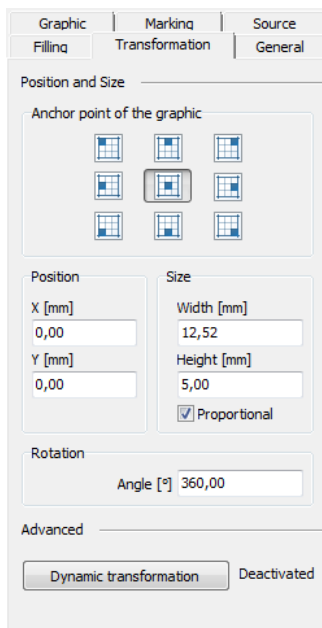 Graphic Marking Source
Filling Transformation General
Position and Size
Anchor point of the graphic
Position Size
X [mm] Width [mm]
0,00 12,52
Y [mm] Height [mm]
0,00 5,00
Proportional
Rotation
Angle [°] 360,00
Advanced
Dynamic transformation Deactivated